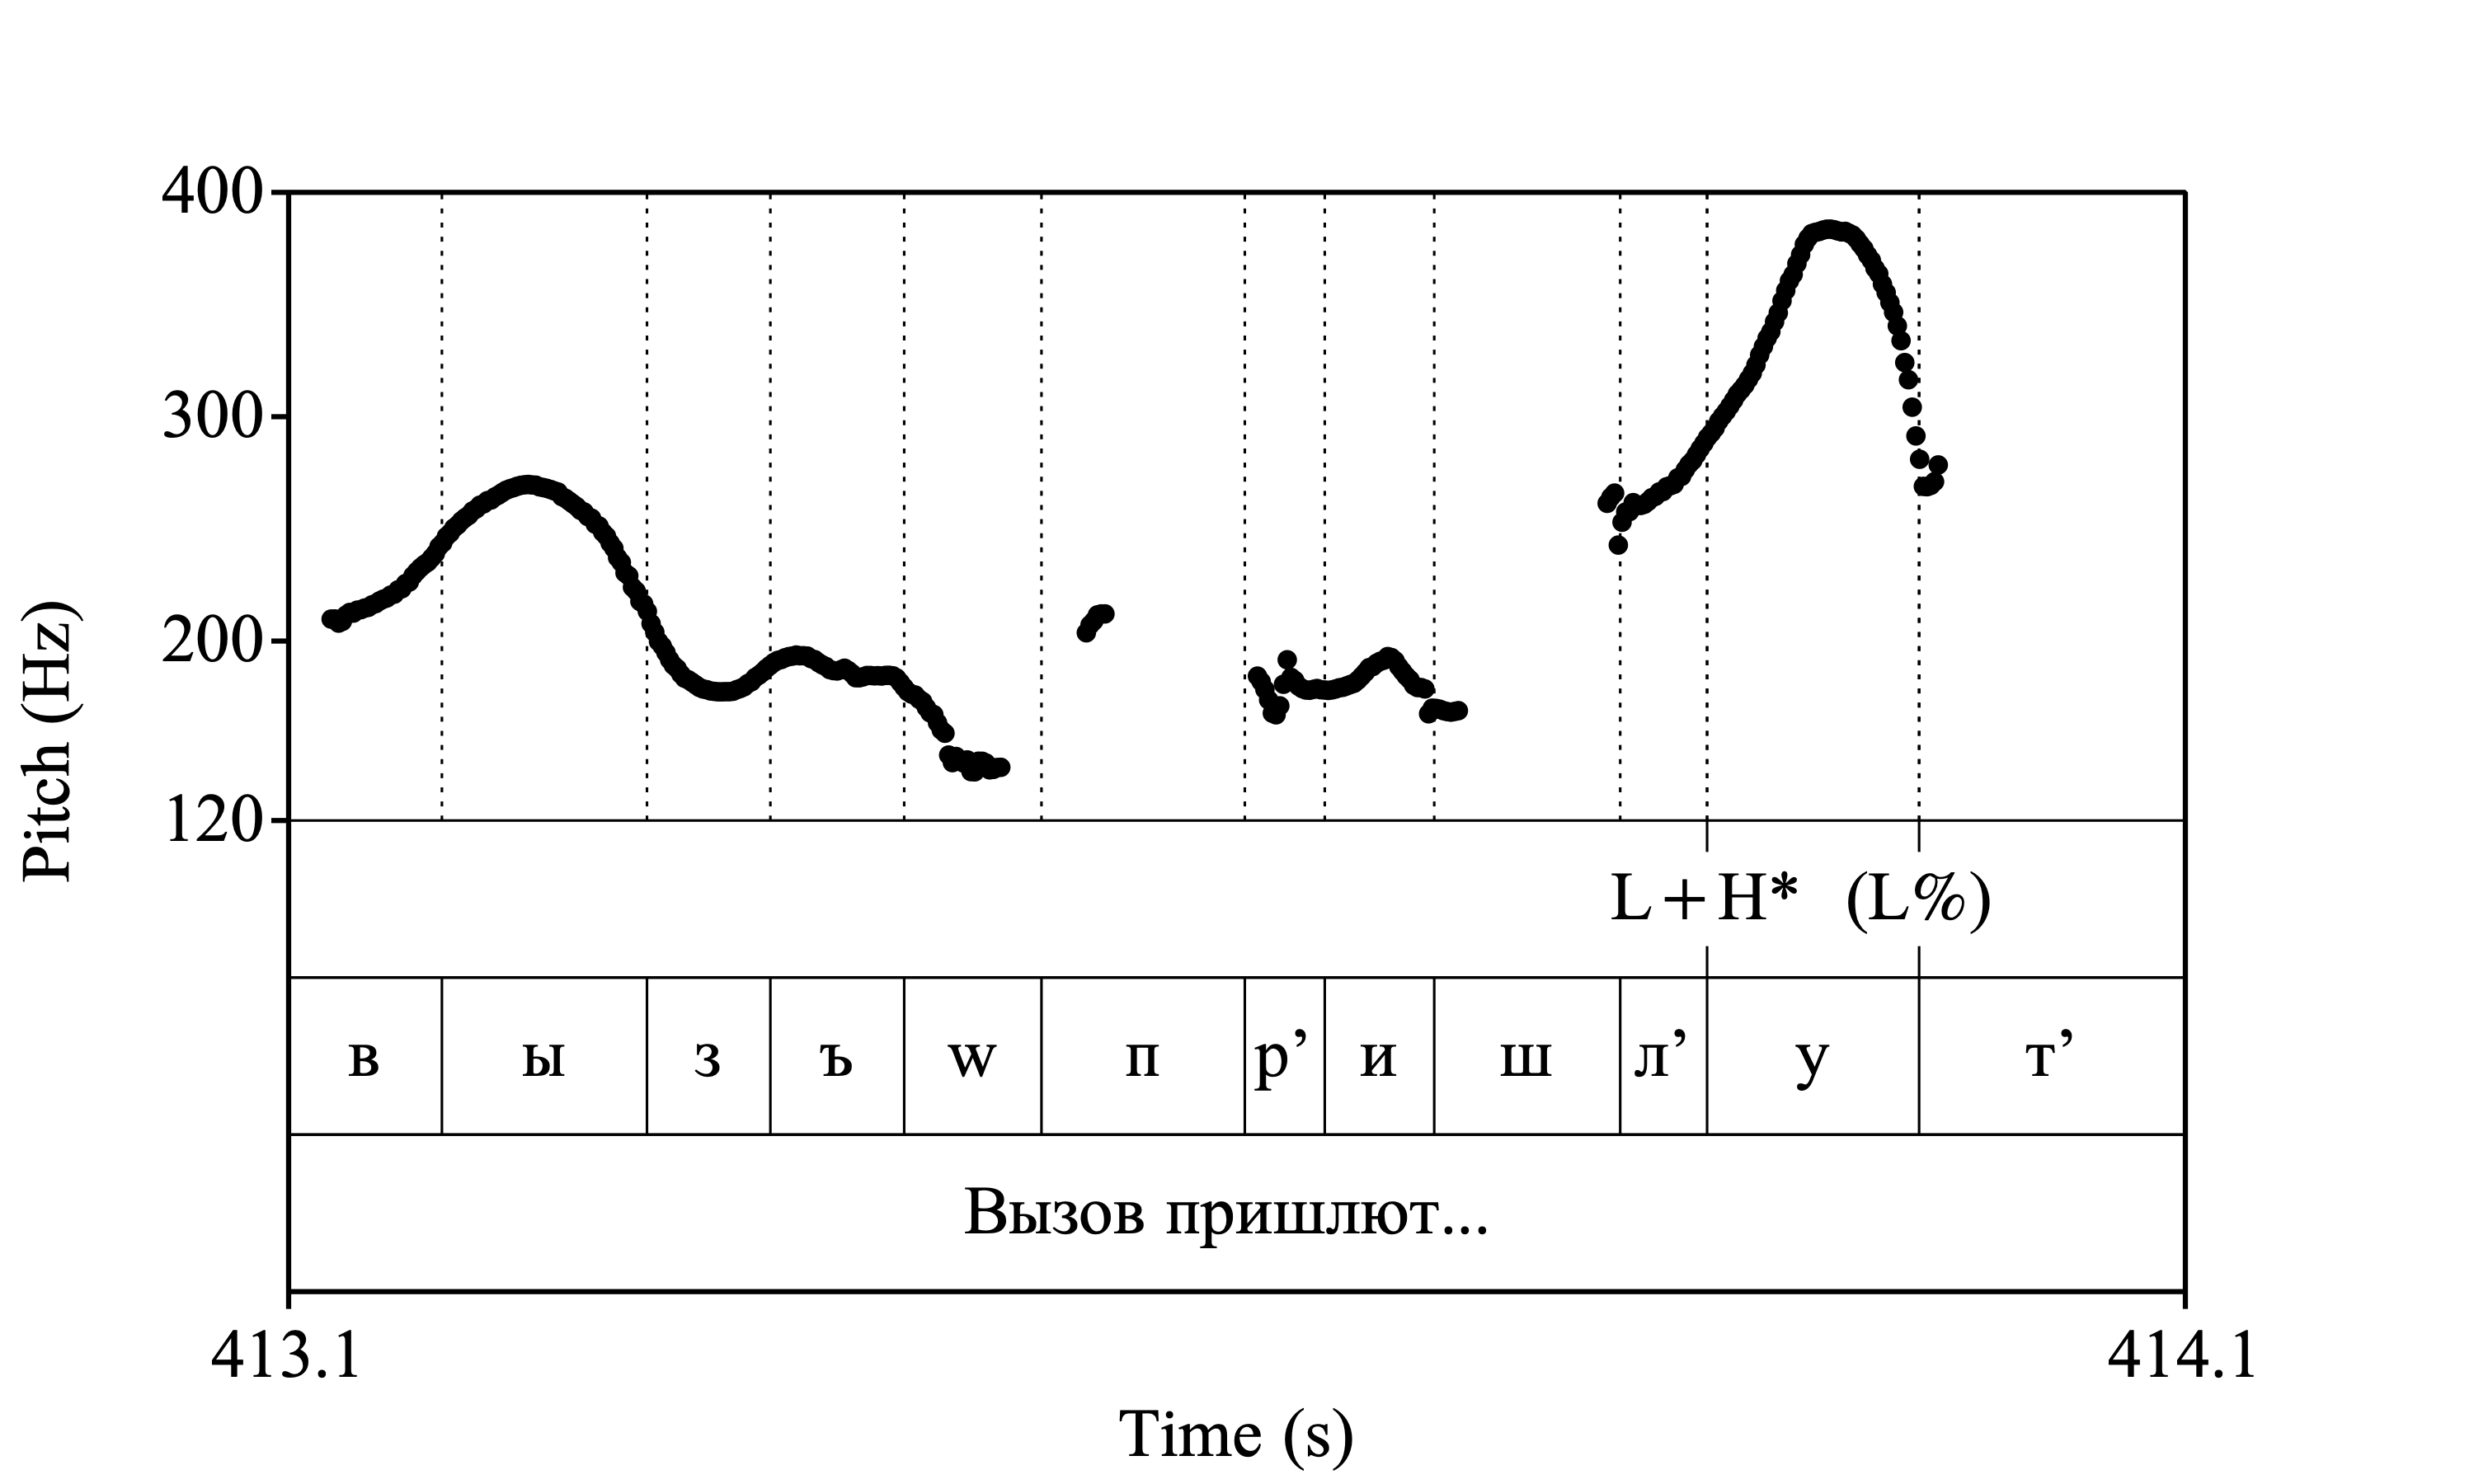 400
300
200
120
Pitch (Hz)
L+H* (L%)
в ы з ъ w п р’ и ш л’ у т’
Вызов пришлют...
413.1 414.1
Time (s)